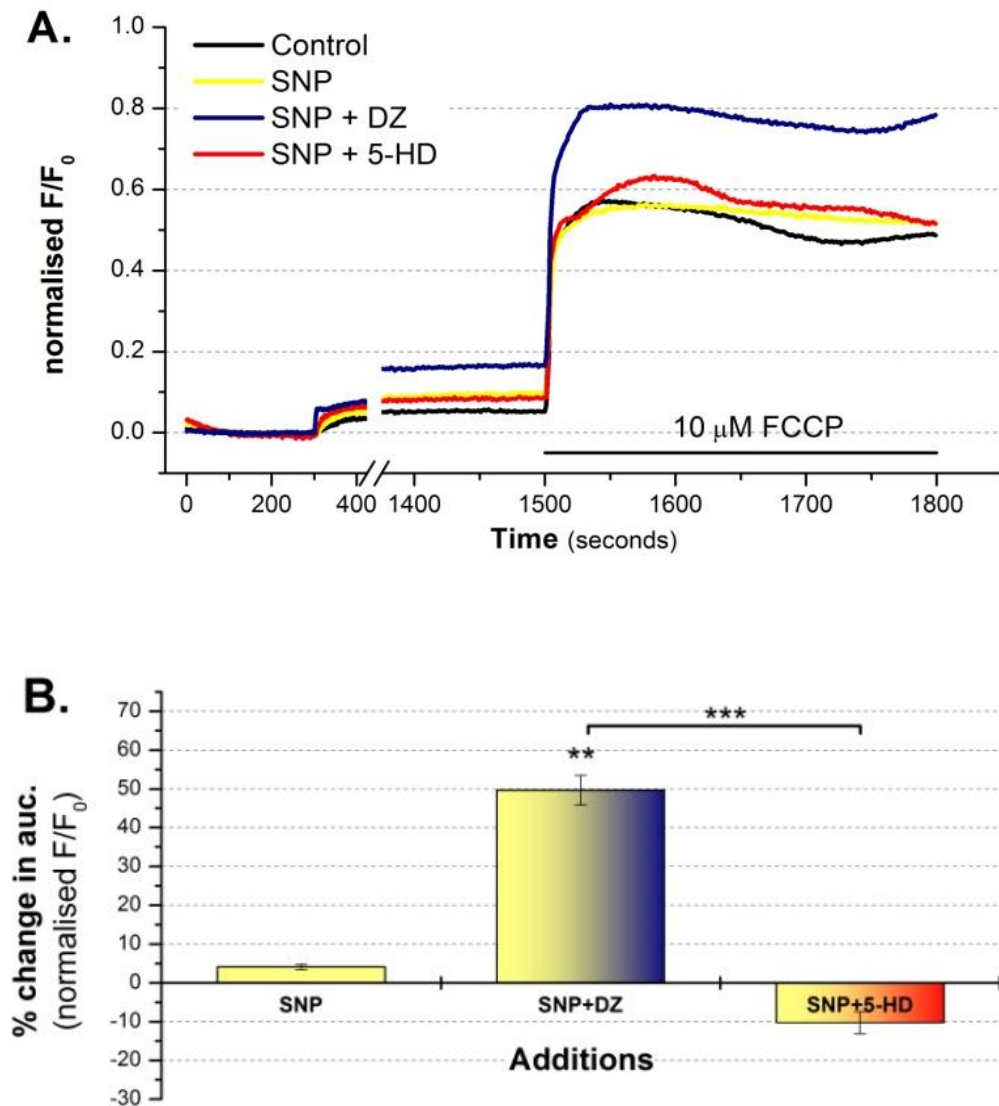 A.
Control
SNP
SNP + DZ
SNP + 5-HD
normalised F/F₀
1.0
0.8
0.6
0.4
0.2
0.0
10 μM FCCP
0 200 400 1400 1500 1600 1700 1800
Time (seconds)
B.
% change in auc.
(normalised F/F₀)
70
60
50
40
30
20
10
0
-10
-20
-30
***
**
SNP SNP+DZ SNP+5-HD
Additions